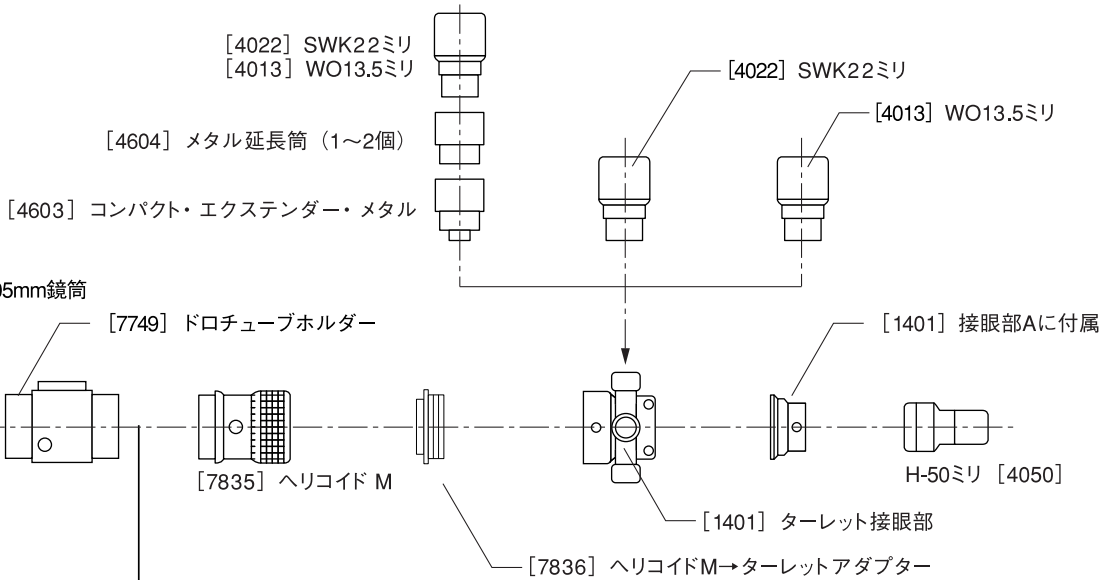 [4022] SWK22ミリ
[4013] WO13.5ミリ
[4022] SWK22ミリ
[4013] WO13.5ミリ
[4604] メタル延長筒（1〜2個）
[4603] コンパクト・エクステンダー・メタル
5mm鏡筒
[7749] ドロチューブホルダー
[1401] 接眼部Aに付属
[7835] ヘリコイド M
H-50ミリ [4050]
[1401] ターレット接眼部
[7836] ヘリコイドM→ターレットアダプター